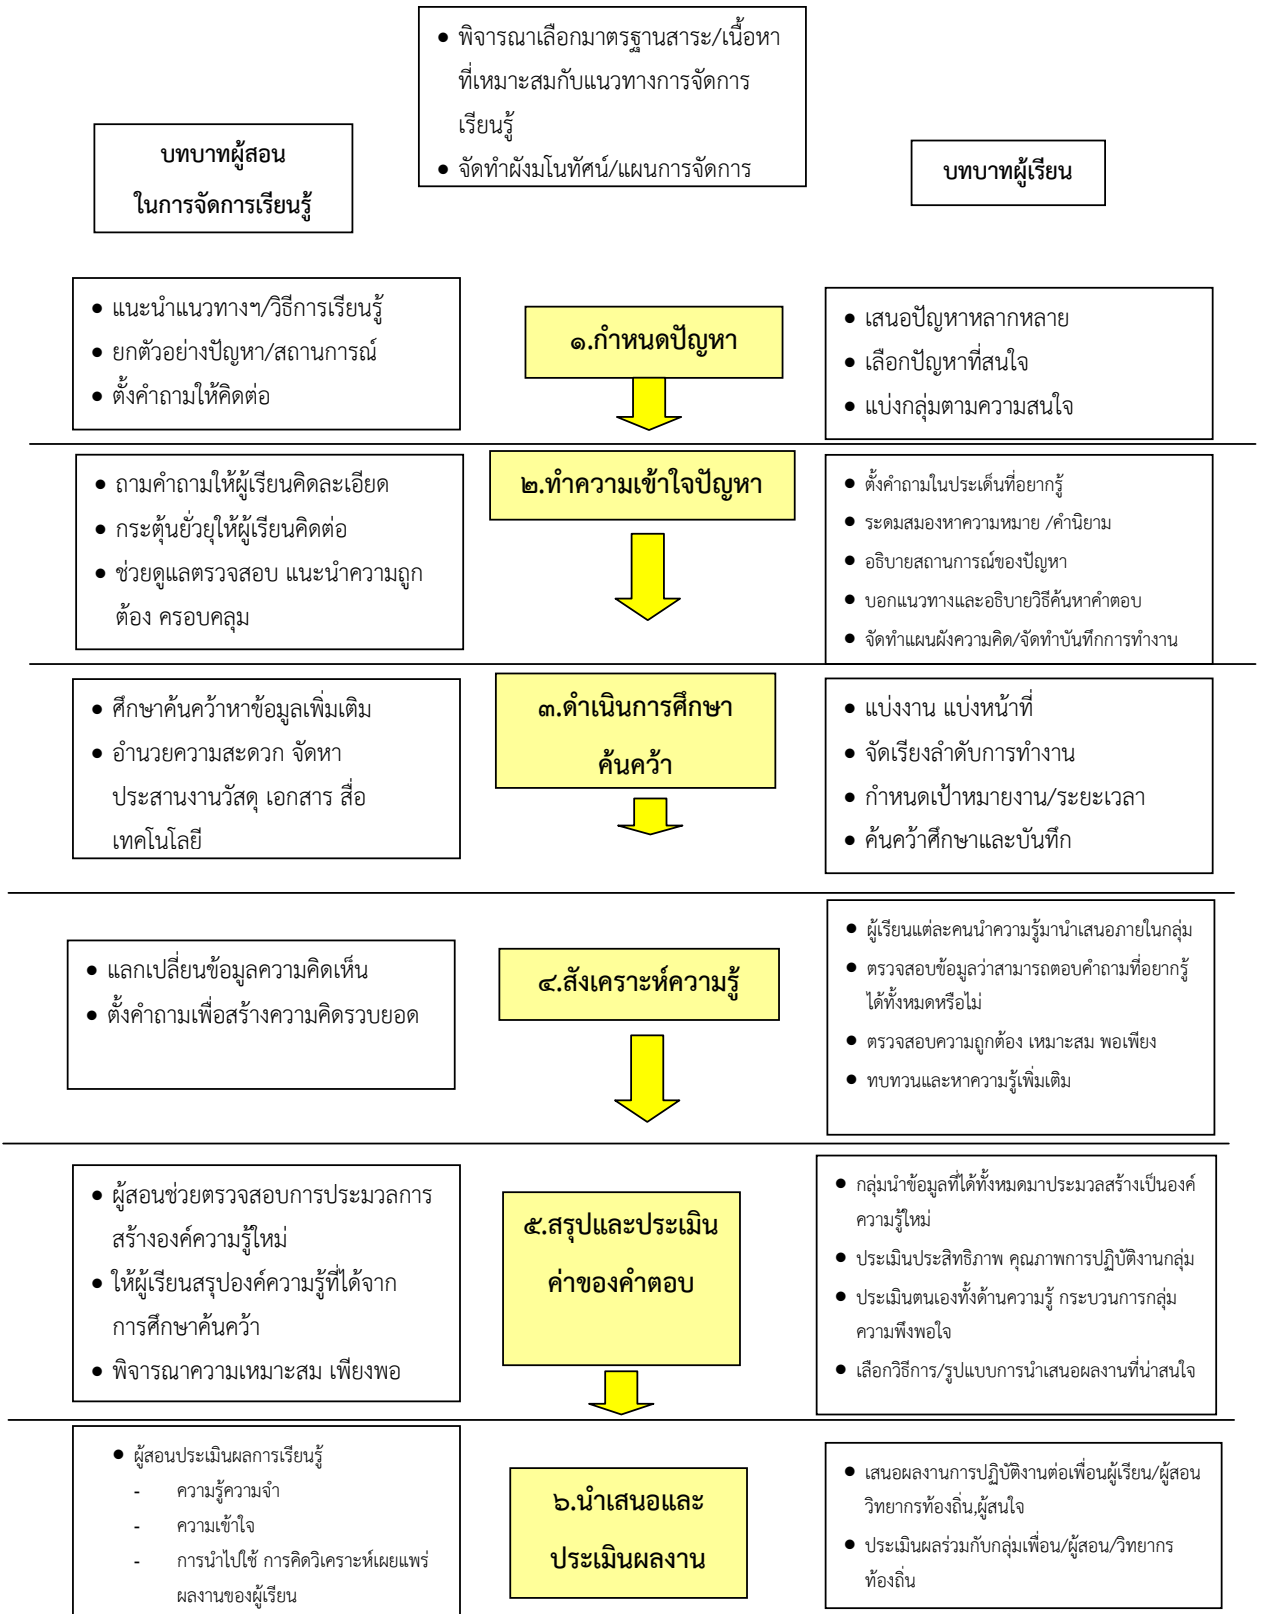 • พิจารณาเลือกมาตรฐานสาระ/เนื้อหา
ที่เหมาะสมกับแนวทางการจัดการ
เรียนรู้
• จัดทำผังมโนทัศน์/แผนการจัดการ
บทบาทผู้สอน
ในการจัดการเรียนรู้
บทบาทผู้เรียน
• แนะนำแนวทางฯ/วิธีการเรียนรู้
• ยกตัวอย่างปัญหา/สถานการณ์
• ตั้งคำถามให้คิดต่อ
๑.กำหนดปัญหา
• เสนอปัญหาหลากหลาย
• เลือกปัญหาที่สนใจ
• แบ่งกลุ่มตามความสนใจ
• ถามคำถามให้ผู้เรียนคิดละเอียด
• กระตุ้นยั่วยุให้ผู้เรียนคิดต่อ
• ช่วยดูแลตรวจสอบ แนะนำความถูก
ต้อง ครอบคลุม
๒.ทำความเข้าใจปัญหา
• ตั้งคำถามในประเด็นที่อยากรู้
• ระดมสมองหาความหมาย /คำนิยาม
• อธิบายสถานการณ์ของปัญหา
• บอกแนวทางและอธิบายวิธีค้นหาคำตอบ
• จัดทำแผนผังความคิด/จัดทำบันทึกการทำงาน
• ศึกษาค้นคว้าหาข้อมูลเพิ่มเติม
• อำนวยความสะดวก จัดหา
ประสานงานวัสดุ เอกสาร สื่อ
เทคโนโลยี
๓.ดำเนินการศึกษา
ค้นคว้า
• แบ่งงาน แบ่งหน้าที่
• จัดเรียงลำดับการทำงาน
• กำหนดเป้าหมายงาน/ระยะเวลา
• ค้นคว้าศึกษาและบันทึก
• แลกเปลี่ยนข้อมูลความคิดเห็น
• ตั้งคำถามเพื่อสร้างความคิดรวบยอด
๔.สังเคราะห์ความรู้
• ผู้เรียนแต่ละคนนำความรู้มานำเสนอภายในกลุ่ม
• ตรวจสอบข้อมูลว่าสามารถตอบคำถามที่อยากรู้
ได้ทั้งหมดหรือไม่
• ตรวจสอบความถูกต้อง เหมาะสม พอเพียง
• ทบทวนและหาความรู้เพิ่มเติม
• ผู้สอนช่วยตรวจสอบการประมวลการ
สร้างองค์ความรู้ใหม่
• ให้ผู้เรียนสรุปองค์ความรู้ที่ได้จาก
การศึกษาค้นคว้า
• พิจารณาความเหมาะสม เพียงพอ
๕.สรุปและประเมิน
ค่าของคำตอบ
• กลุ่มนำข้อมูลที่ได้ทั้งหมดมาประมวลสร้างเป็นองค์
ความรู้ใหม่
• ประเมินประสิทธิภาพ คุณภาพการปฏิบัติงานกลุ่ม
• ประเมินตนเองทั้งด้านความรู้ กระบวนการกลุ่ม
ความพึงพอใจ
• เลือกวิธีการ/รูปแบบการนำเสนอผลงานที่น่าสนใจ
• ผู้สอนประเมินผลการเรียนรู้
- ความรู้ความจำ
- ความเข้าใจ
- การนำไปใช้ การคิดวิเคราะห์เผยแพร่
ผลงานของผู้เรียน
๖.นำเสนอและ
ประเมินผลงาน
• เสนอผลงานการปฏิบัติงานต่อเพื่อนผู้เรียน/ผู้สอน
วิทยากรท้องถิ่น,ผู้สนใจ
• ประเมินผลร่วมกับกลุ่มเพื่อน/ผู้สอน/วิทยากร
ท้องถิ่น